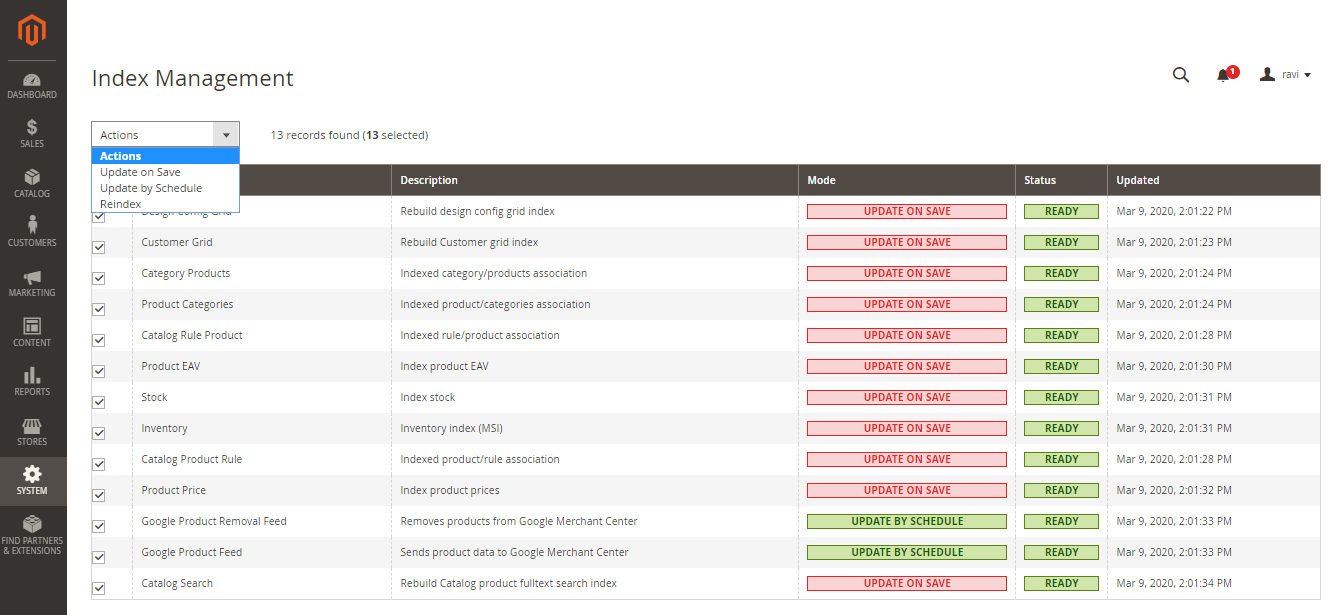 Index Management
1
ravi
DASHBOARD
SALES
CATALOG
CUSTOMERS
MARKETING
CONTENT
REPORTS
STORES
SYSTEM
FIND PARTNERS
& EXTENSIONS
Actions
13 records found (13 selected)
Actions
Update on Save
Update by Schedule
Reindex
Description Mode Status Updated
Design Config Grid Rebuild design config grid index UPDATE ON SAVE READY Mar 9, 2020, 2:01:22 PM
Customer Grid Rebuild Customer grid index UPDATE ON SAVE READY Mar 9, 2020, 2:01:23 PM
Category Products Indexed category/products association UPDATE ON SAVE READY Mar 9, 2020, 2:01:24 PM
Product Categories Indexed product/categories association UPDATE ON SAVE READY Mar 9, 2020, 2:01:24 PM
Catalog Rule Product Indexed rule/product association UPDATE ON SAVE READY Mar 9, 2020, 2:01:28 PM
Product EAV Index product EAV UPDATE ON SAVE READY Mar 9, 2020, 2:01:30 PM
Stock Index stock UPDATE ON SAVE READY Mar 9, 2020, 2:01:31 PM
Inventory Inventory index (MSI) UPDATE ON SAVE READY Mar 9, 2020, 2:01:31 PM
Catalog Product Rule Indexed product/rule association UPDATE ON SAVE READY Mar 9, 2020, 2:01:28 PM
Product Price Index product prices UPDATE ON SAVE READY Mar 9, 2020, 2:01:32 PM
Google Product Removal Feed Removes products from Google Merchant Center UPDATE BY SCHEDULE READY Mar 9, 2020, 2:01:33 PM
Google Product Feed Sends product data to Google Merchant Center UPDATE BY SCHEDULE READY Mar 9, 2020, 2:01:33 PM
Catalog Search Rebuild Catalog product fulltext search index UPDATE ON SAVE READY Mar 9, 2020, 2:01:34 PM